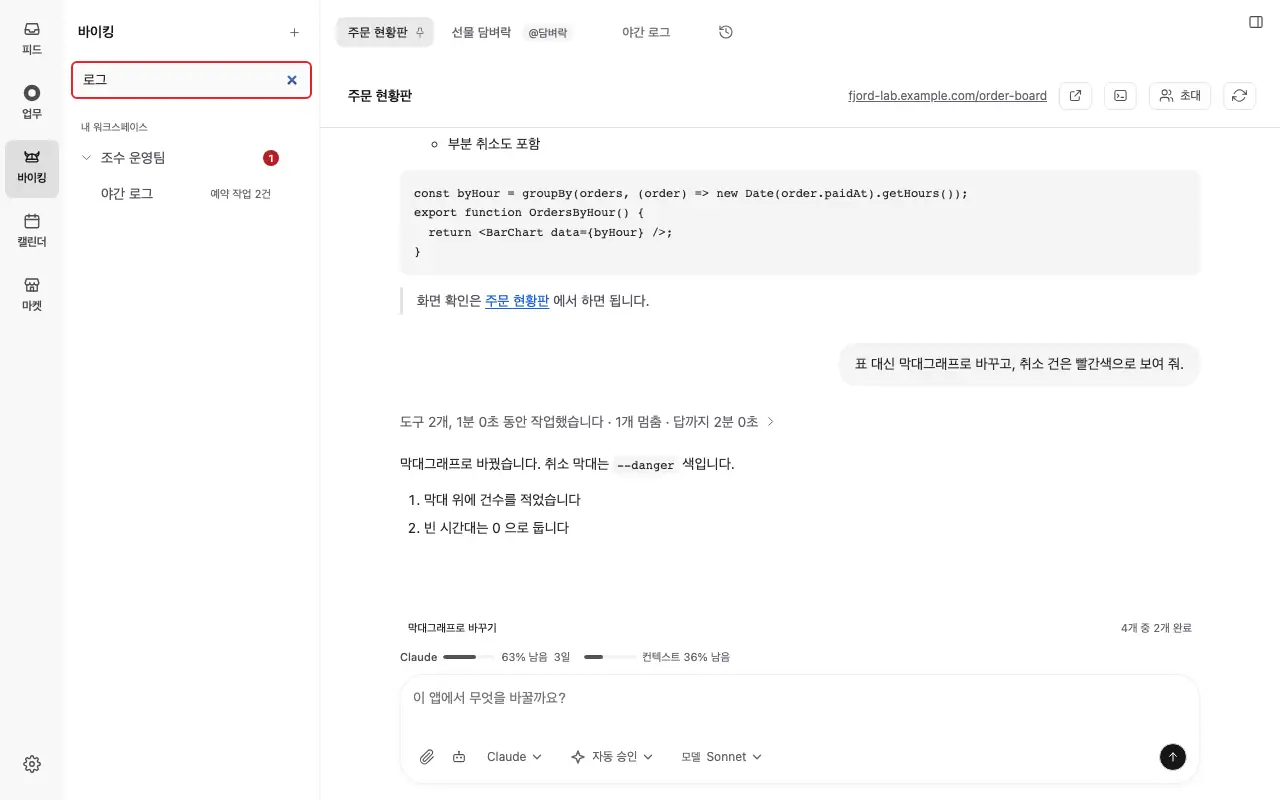 피드
업무
바이킹
캘린더
마켓
바이킹
로그
내 워크스페이스
조수 운영팀 1
야간 로그 예약 작업 2건
주문 현황판 선물 담벼락 @담벼락 야간 로그
주문 현황판 fjord-lab.example.com/order-board 초대
부분 취소도 포함
const byHour = groupBy(orders, (order) => new Date(order.paidAt).getHours());
export function OrdersByHour() {
  return <BarChart data={byHour} />;
}
화면 확인은 주문 현황판 에서 하면 됩니다.
표 대신 막대그래프로 바꾸고, 취소 건은 빨간색으로 보여 줘.
도구 2개, 1분 0초 동안 작업했습니다 · 1개 멈춤 · 답까지 2분 0초
막대그래프로 바꿨습니다. 취소 막대는 --danger 색입니다.
1. 막대 위에 건수를 적었습니다
2. 빈 시간대는 0 으로 둡니다
막대그래프로 바꾸기 4개 중 2개 완료
Claude 63% 남음 3일 컨텍스트 36% 남음
이 앱에서 무엇을 바꿀까요?
Claude 자동 승인 모델 Sonnet